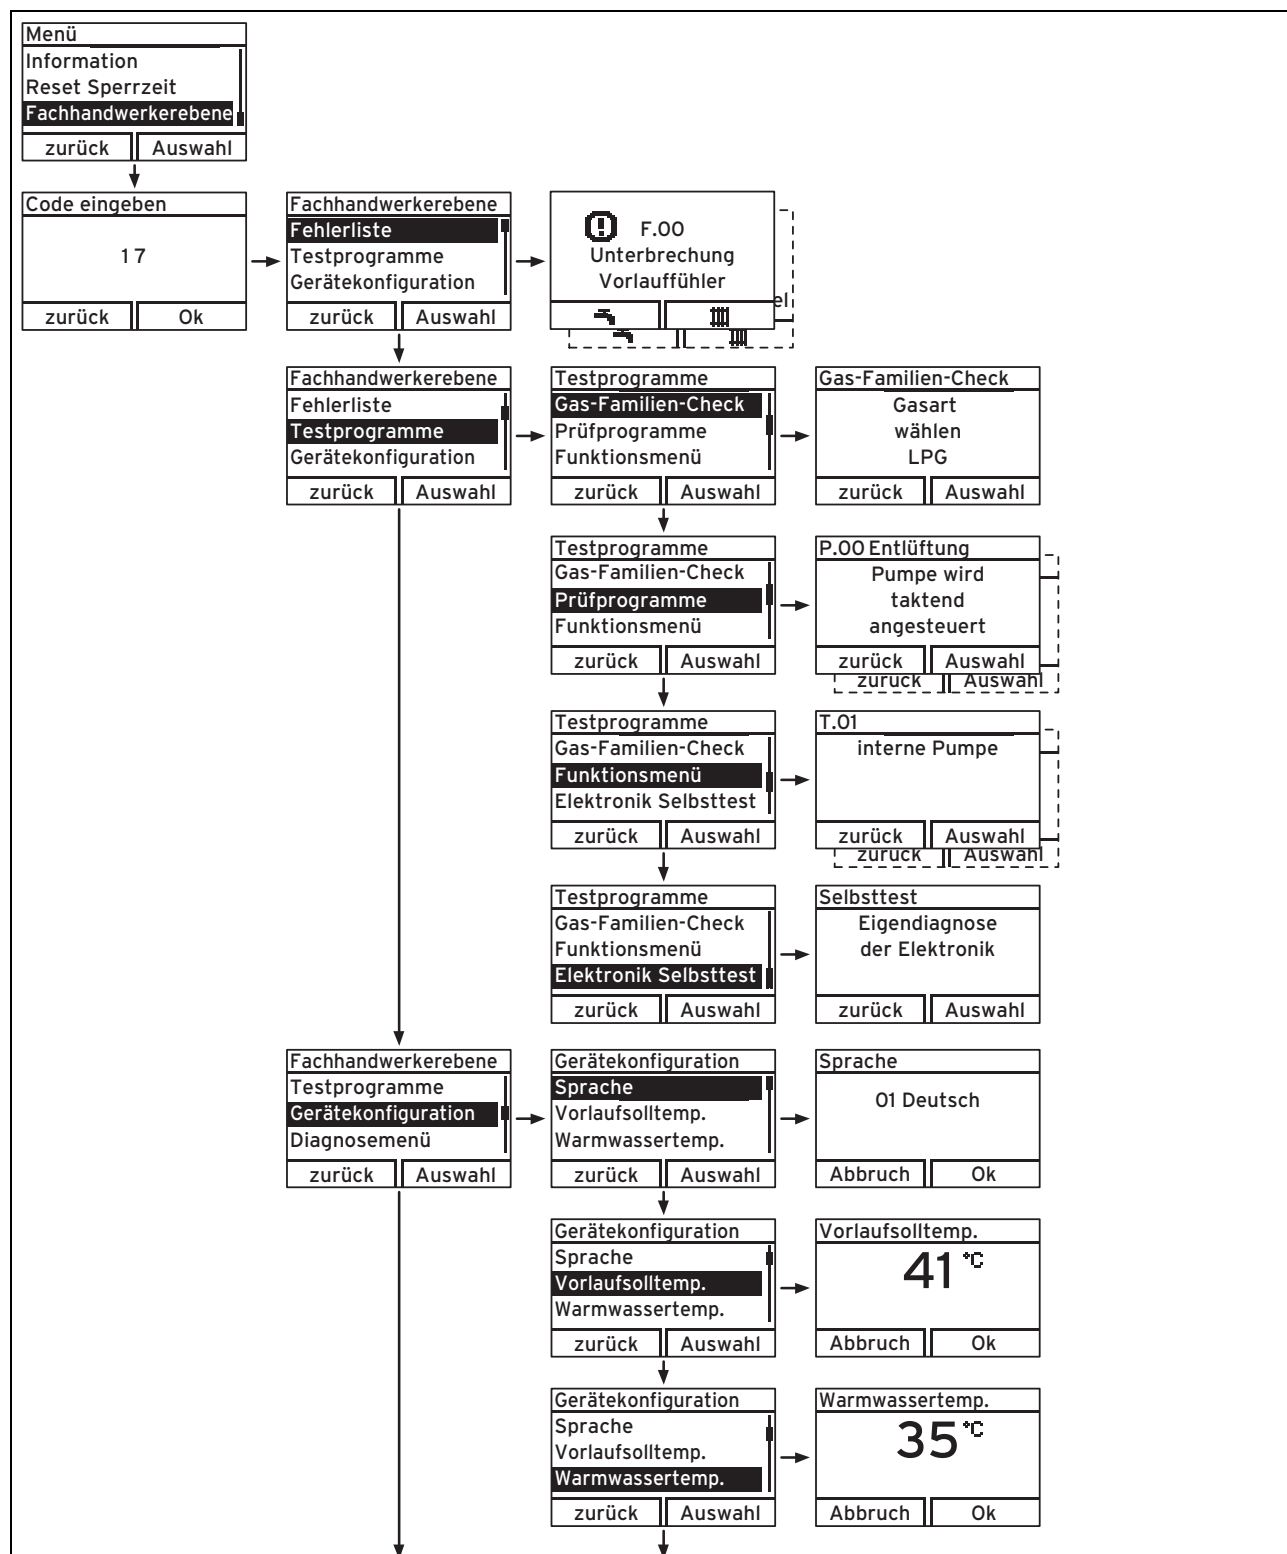 Menü
Information
Reset Sperrzeit
Fachhandwerkerebene
zurück Auswahl
Code eingeben
17
zurück Ok
Fachhandwerkerebene
Fehlerliste
Testprogramme
Gerätekonfiguration
zurück Auswahl
F.00
Unterbrechung
Vorlauffühler
el
Fachhandwerkerebene
Fehlerliste
Testprogramme
Gerätekonfiguration
zurück Auswahl
Testprogramme
Gas-Familien-Check
Prüfprogramme
Funktionsmenü
zurück Auswahl
Gas-Familien-Check
Gasart
wählen
LPG
zurück Auswahl
Testprogramme
Gas-Familien-Check
Prüfprogramme
Funktionsmenü
zurück Auswahl
P.00 Entlüftung
Pumpe wird
taktend
angesteuert
zurück Auswahl
zurück Auswahl
Testprogramme
Gas-Familien-Check
Funktionsmenü
Elektronik Selbsttest
zurück Auswahl
T.01
interne Pumpe
zurück Auswahl
zurück Auswahl
Testprogramme
Gas-Familien-Check
Funktionsmenü
Elektronik Selbsttest
zurück Auswahl
Selbsttest
Eigendiagnose
der Elektronik
zurück Auswahl
Fachhandwerkerebene
Testprogramme
Gerätekonfiguration
Diagnosemenü
zurück Auswahl
Gerätekonfiguration
Sprache
Vorlaufsolltemp.
Warmwassertemp.
zurück Auswahl
Sprache
01 Deutsch
Abbruch Ok
Gerätekonfiguration
Sprache
Vorlaufsolltemp.
Warmwassertemp.
zurück Auswahl
Vorlaufsolltemp.
41 °C
Abbruch Ok
Gerätekonfiguration
Sprache
Vorlaufsolltemp.
Warmwassertemp.
zurück Auswahl
Warmwassertemp.
35 °C
Abbruch Ok